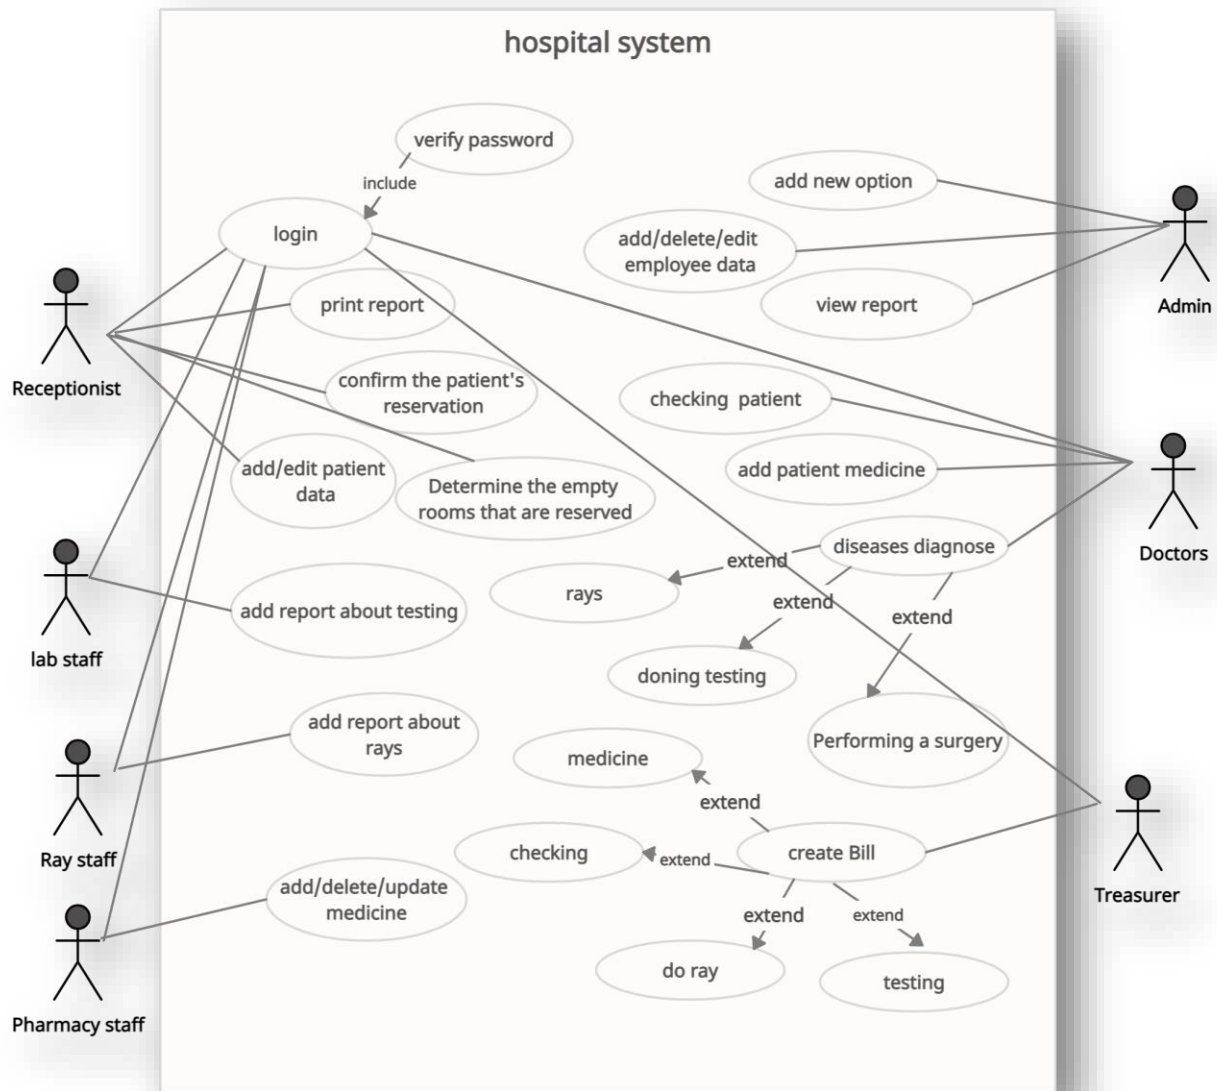 hospital system
verify password
include
login
add new option
add/delete/edit
employee data
view report
Admin
print report
Receptionist
confirm the patient's
reservation
checking  patient
add/edit patient
data
Determine the empty
rooms that are reserved
add patient medicine
diseases diagnose
Doctors
extend
rays
extend
extend
add report about testing
lab staff
doning testing
add report about
rays
Performing a surgery
medicine
extend
Ray staff
checking
extend
create Bill
Treasurer
add/delete/update
medicine
extend
extend
do ray
testing
Pharmacy staff